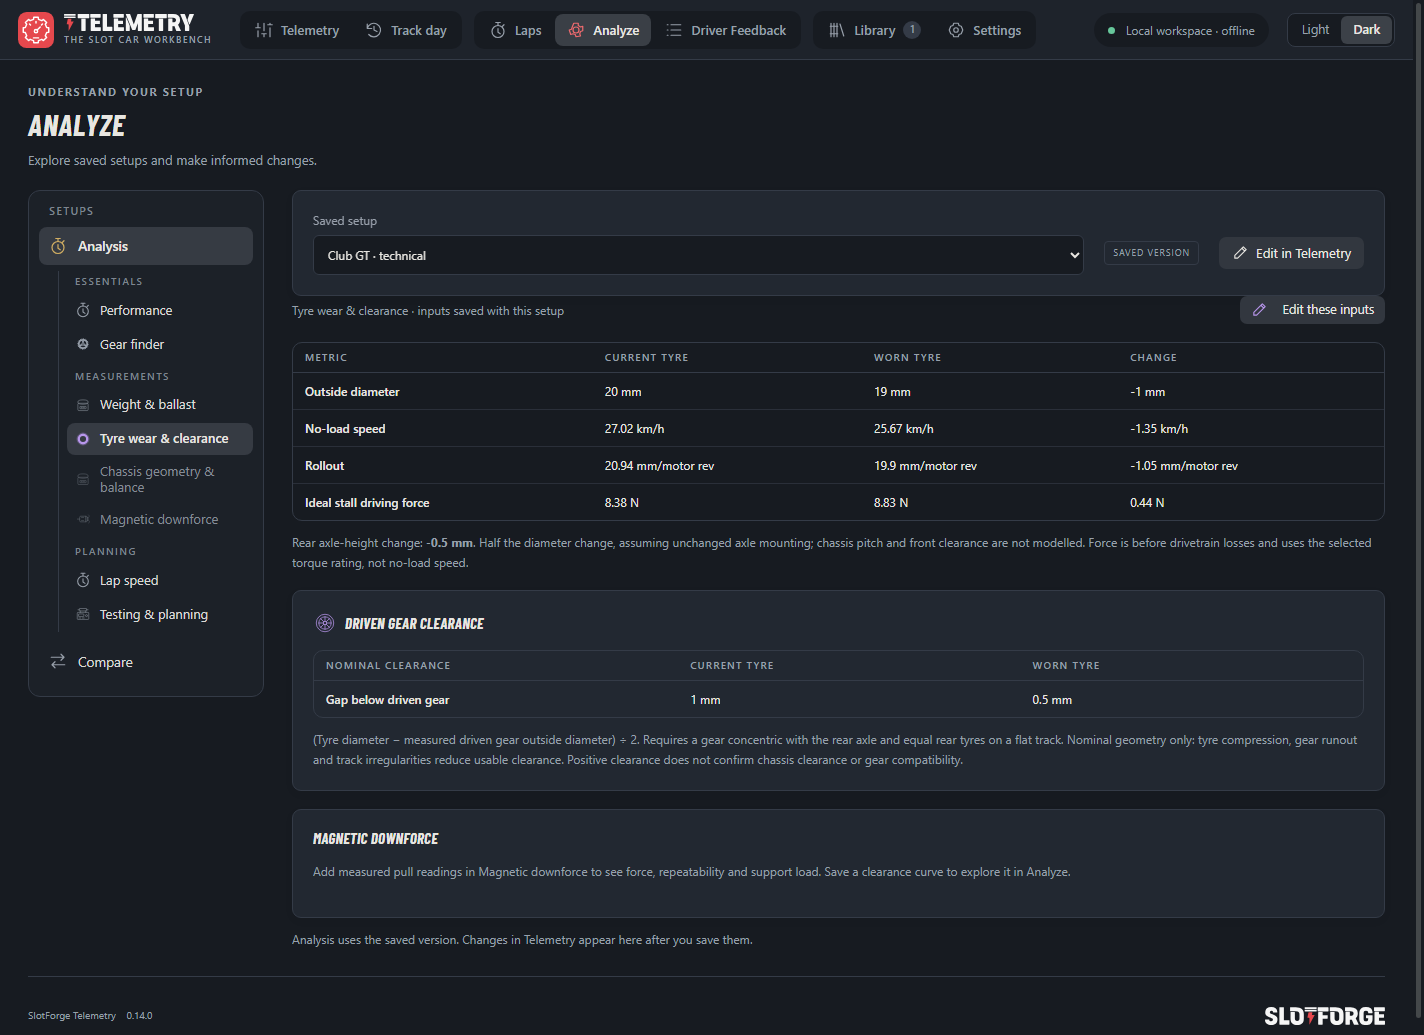 TELEMETRY
THE SLOT CAR WORKBENCH
Telemetry
Track day
Laps
Analyze
Driver Feedback
Library 1
Settings
Local workspace · offline
Light
Dark
UNDERSTAND YOUR SETUP
ANALYZE
Explore saved setups and make informed changes.
SETUPS
Analysis
ESSENTIALS
Performance
Gear finder
MEASUREMENTS
Weight & ballast
Tyre wear & clearance
Chassis geometry &
balance
Magnetic downforce
PLANNING
Lap speed
Testing & planning
Compare
Saved setup
Club GT · technical
SAVED VERSION
Edit in Telemetry
Tyre wear & clearance · inputs saved with this setup
Edit these inputs
METRIC CURRENT TYRE WORN TYRE CHANGE
Outside diameter 20 mm 19 mm -1 mm
No-load speed 27.02 km/h 25.67 km/h -1.35 km/h
Rollout 20.94 mm/motor rev 19.9 mm/motor rev -1.05 mm/motor rev
Ideal stall driving force 8.38 N 8.83 N 0.44 N
Rear axle-height change: -0.5 mm. Half the diameter change, assuming unchanged axle mounting; chassis pitch and front clearance are not modelled. Force is before drivetrain losses and uses the selected
torque rating, not no-load speed.
DRIVEN GEAR CLEARANCE
NOMINAL CLEARANCE CURRENT TYRE WORN TYRE
Gap below driven gear 1 mm 0.5 mm
(Tyre diameter − measured driven gear outside diameter) ÷ 2. Requires a gear concentric with the rear axle and equal rear tyres on a flat track. Nominal geometry only: tyre compression, gear runout
and track irregularities reduce usable clearance. Positive clearance does not confirm chassis clearance or gear compatibility.
MAGNETIC DOWNFORCE
Add measured pull readings in Magnetic downforce to see force, repeatability and support load. Save a clearance curve to explore it in Analyze.
Analysis uses the saved version. Changes in Telemetry appear here after you save them.
SlotForge Telemetry 0.14.0
SLOTFORGE